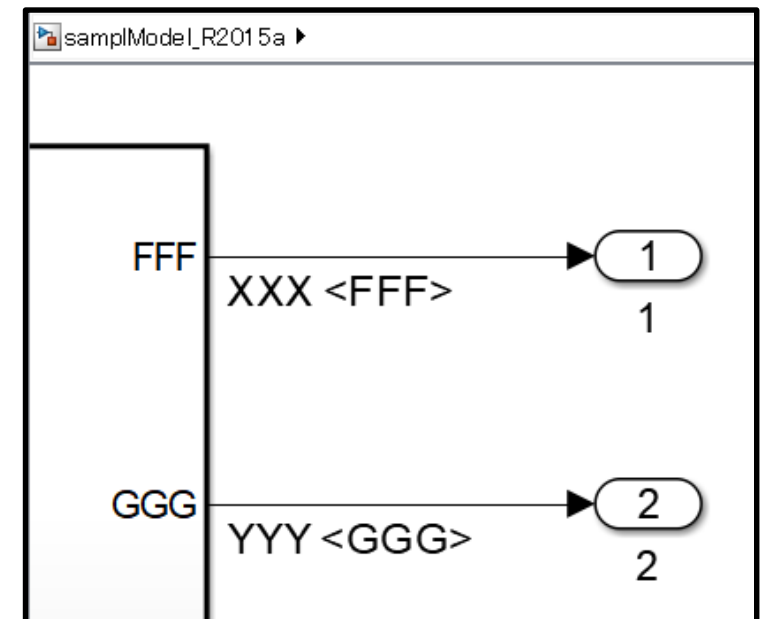 samplModel_R2015a
FFF
XXX <FFF>
1
1
GGG
YYY <GGG>
2
2